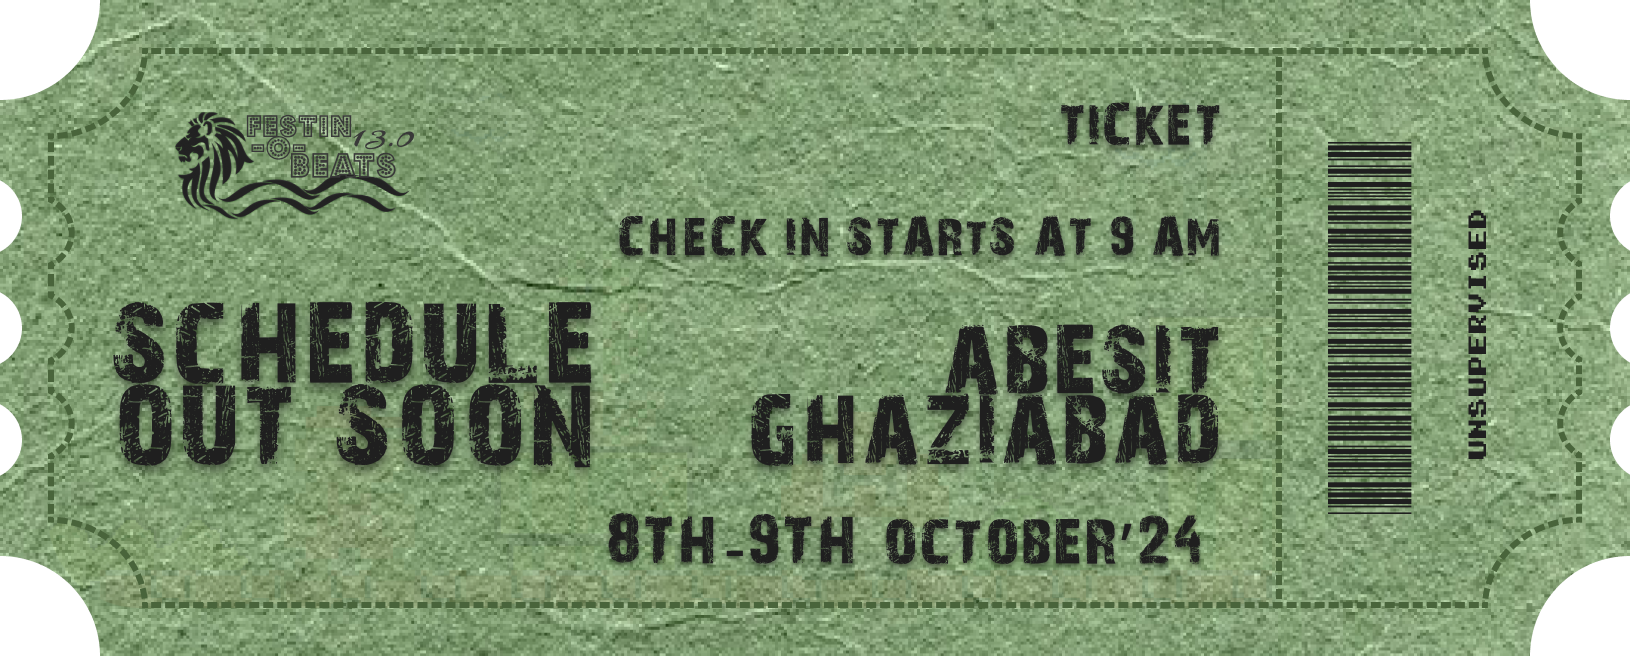 FESTIN
-O-
BEATS
13.0
TICKET
CHECK IN STARTS AT 9 AM
SCHEDULE
OUT SOON
ABESIT
GHAZIABAD
8TH-9TH OCTOBER'24
UNSUPERVISED